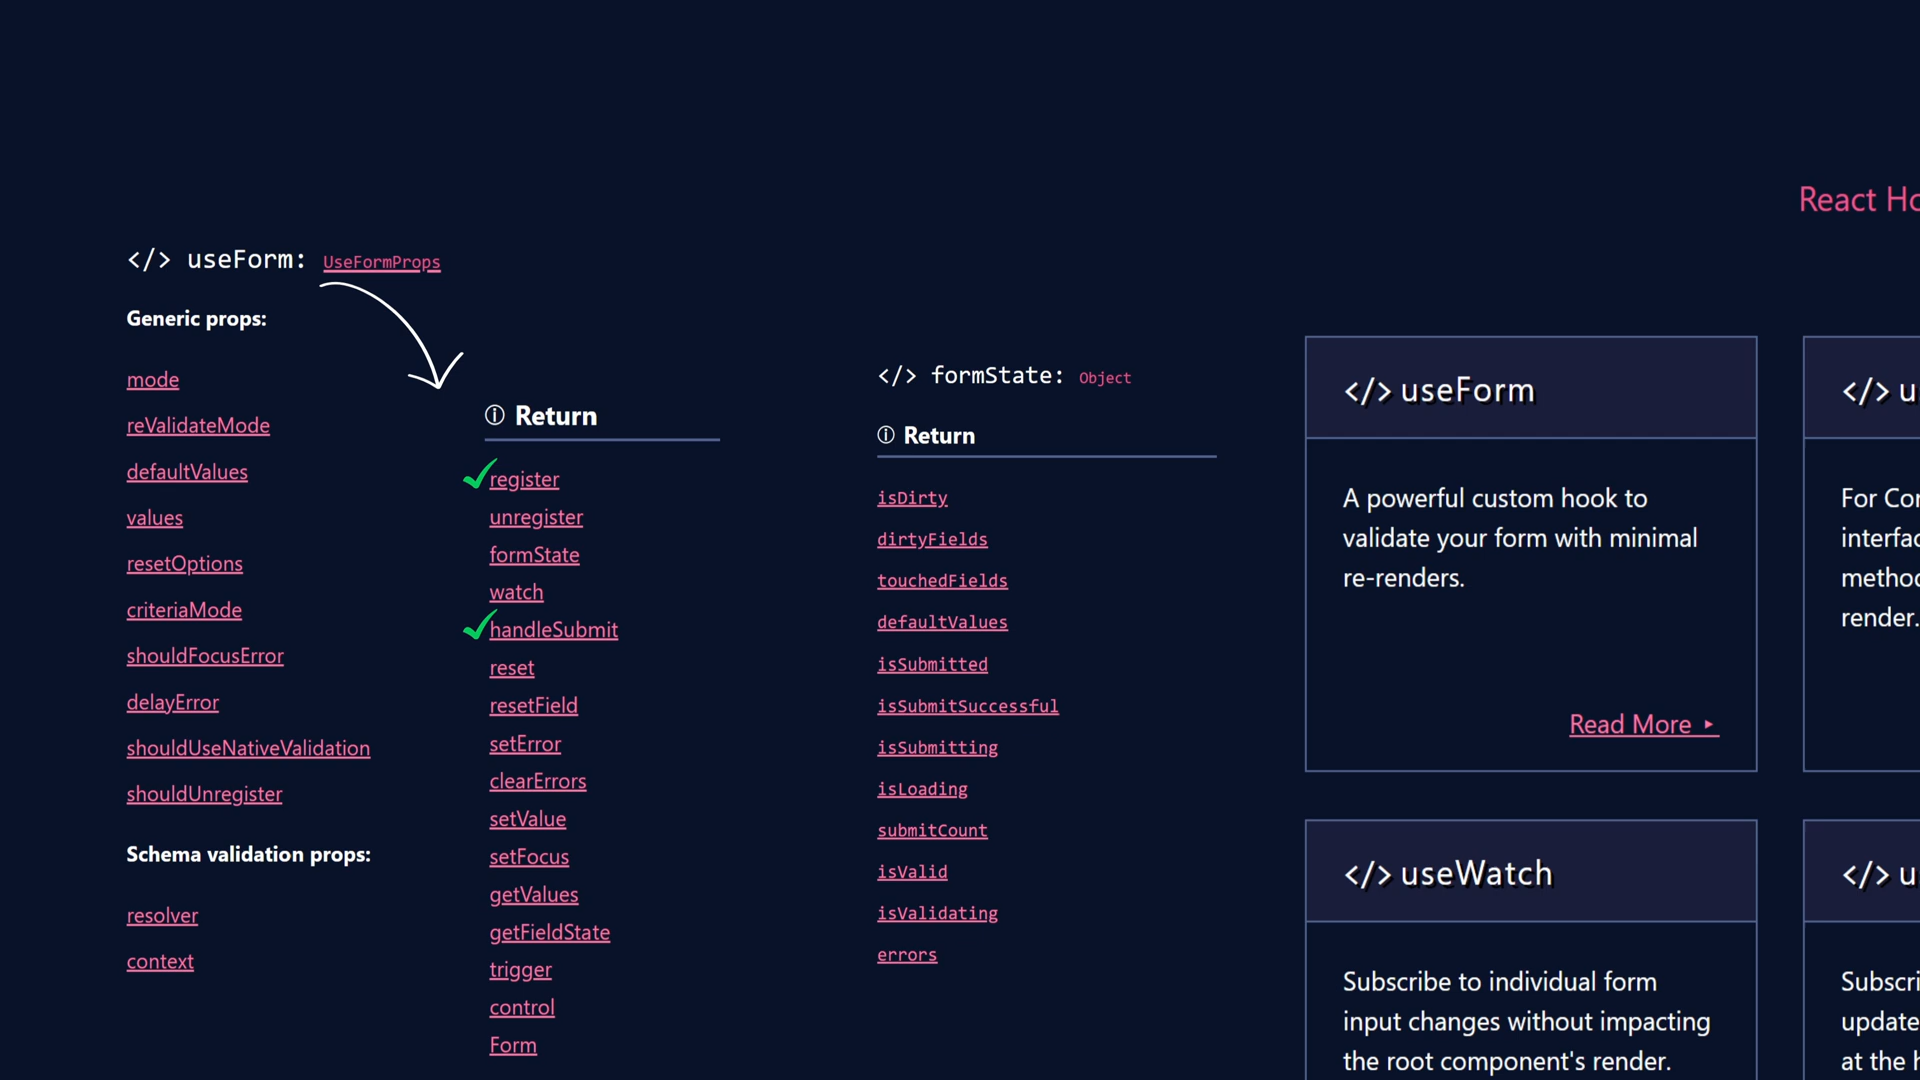 React Ho
</> useForm: UseFormProps
Generic props:
mode
reValidateMode
defaultValues
values
resetOptions
criteriaMode
shouldFocusError
delayError
shouldUseNativeValidation
shouldUnregister
Schema validation props:
resolver
context
Return
register
unregister
formState
watch
handleSubmit
reset
resetField
setError
clearErrors
setValue
setFocus
getValues
getFieldState
trigger
control
Form
</> formState: Object
Return
isDirty
dirtyFields
touchedFields
defaultValues
isSubmitted
isSubmitSuccessful
isSubmitting
isLoading
submitCount
isValid
isValidating
errors
</> useForm
A powerful custom hook to
validate your form with minimal
re-renders.
Read More ▸
</> useWatch
Subscribe to individual form
input changes without impacting
the root component's render.
</> u
For Con
interfac
method
render.
</> u
Subscri
update
at the h